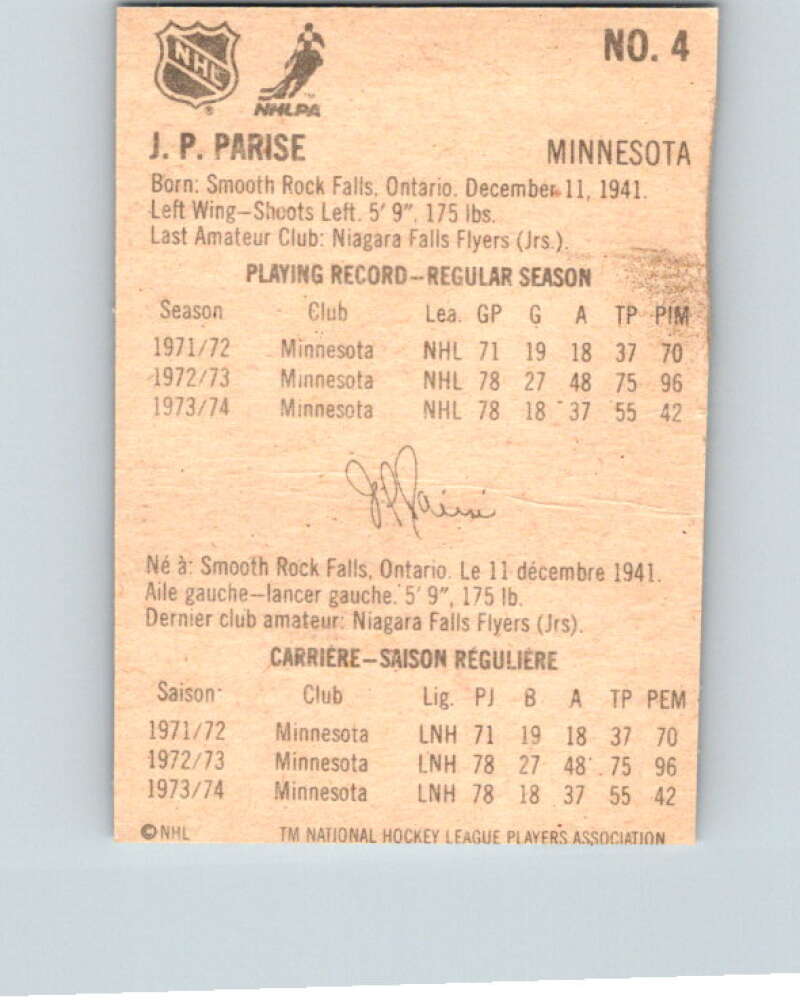 NHL
NHLPA
NO. 4
J. P. PARISE MINNESOTA
Born: Smooth Rock Falls, Ontario. December 11, 1941.
Left Wing–Shoots Left. 5′ 9″, 175 lbs.
Last Amateur Club: Niagara Falls Flyers (Jrs.).
PLAYING RECORD–REGULAR SEASON
Season Club Lea. GP G A TP PIM
1971/72 Minnesota NHL 71 19 18 37 70
1972/73 Minnesota NHL 78 27 48 75 96
1973/74 Minnesota NHL 78 18 37 55 42
J.P. Parisé
Né à: Smooth Rock Falls, Ontario. Le 11 décembre 1941.
Aile gauche–lancer gauche. 5′ 9″, 175 lb.
Dernier club amateur: Niagara Falls Flyers (Jrs).
CARRIÈRE–SAISON RÉGULIÈRE
Saison Club Lig. PJ B A TP PEM
1971/72 Minnesota LNH 71 19 18 37 70
1972/73 Minnesota LNH 78 27 48 75 96
1973/74 Minnesota LNH 78 18 37 55 42
© NHL TM NATIONAL HOCKEY LEAGUE PLAYERS ASSOCIATION